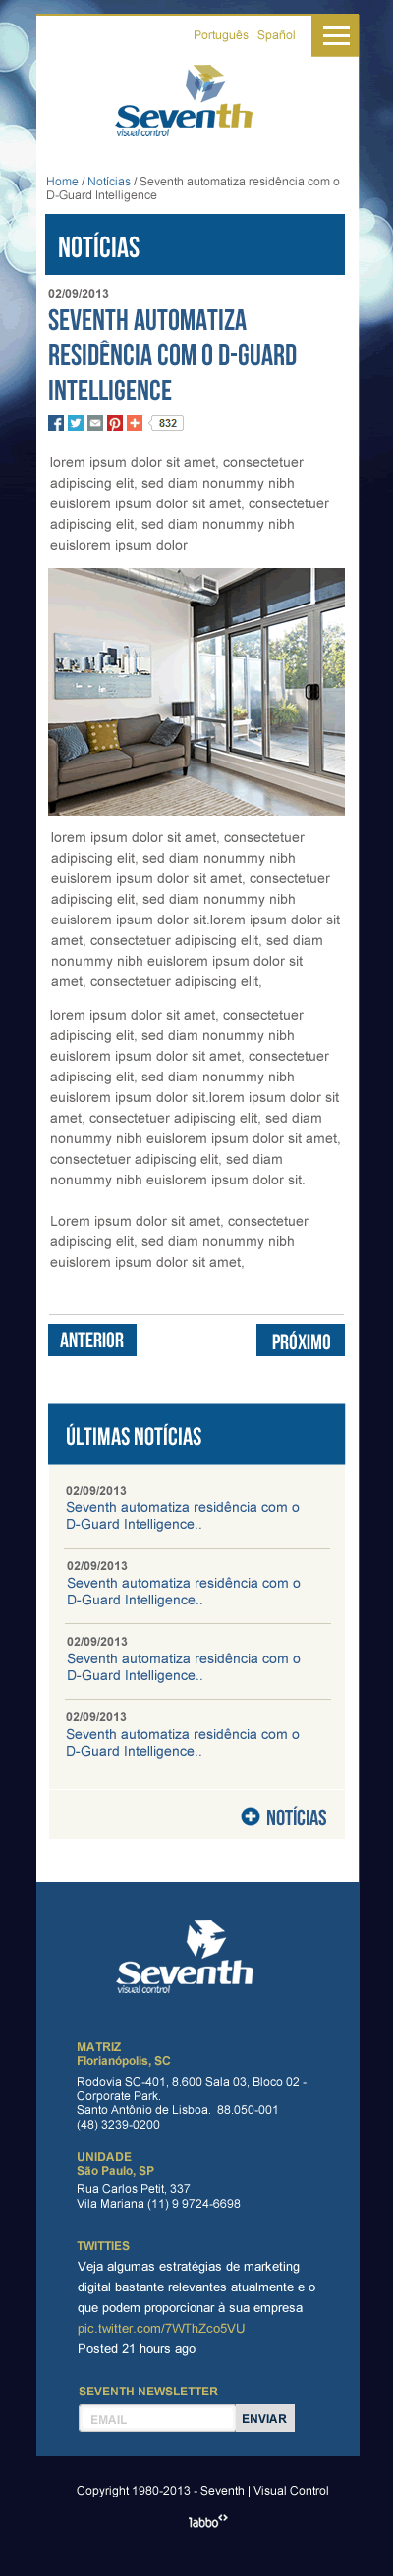 Português | Spañol
Seventh
visual control
Home / Notícias / Seventh automatiza residência com o
D-Guard Intelligence
NOTÍCIAS
02/09/2013
SEVENTH AUTOMATIZA
RESIDÊNCIA COM O D-GUARD
INTELLIGENCE
832
lorem ipsum dolor sit amet, consectetuer
adipiscing elit, sed diam nonummy nibh
euislorem ipsum dolor sit amet, consectetuer
adipiscing elit, sed diam nonummy nibh
euislorem ipsum dolor
lorem ipsum dolor sit amet, consectetuer
adipiscing elit, sed diam nonummy nibh
euislorem ipsum dolor sit amet, consectetuer
adipiscing elit, sed diam nonummy nibh
euislorem ipsum dolor sit.lorem ipsum dolor sit
amet, consectetuer adipiscing elit, sed diam
nonummy nibh euislorem ipsum dolor sit
amet, consectetuer adipiscing elit,
lorem ipsum dolor sit amet, consectetuer
adipiscing elit, sed diam nonummy nibh
euislorem ipsum dolor sit amet, consectetuer
adipiscing elit, sed diam nonummy nibh
euislorem ipsum dolor sit.lorem ipsum dolor sit
amet, consectetuer adipiscing elit, sed diam
nonummy nibh euislorem ipsum dolor sit amet,
consectetuer adipiscing elit, sed diam
nonummy nibh euislorem ipsum dolor sit.
Lorem ipsum dolor sit amet, consectetuer
adipiscing elit, sed diam nonummy nibh
euislorem ipsum dolor sit amet,
ANTERIOR PRÓXIMO
ÚLTIMAS NOTÍCIAS
02/09/2013
Seventh automatiza residência com o
D-Guard Intelligence..
02/09/2013
Seventh automatiza residência com o
D-Guard Intelligence..
02/09/2013
Seventh automatiza residência com o
D-Guard Intelligence..
02/09/2013
Seventh automatiza residência com o
D-Guard Intelligence..
NOTÍCIAS
Seventh
visual control
MATRIZ
Florianópolis, SC
Rodovia SC-401, 8.600 Sala 03, Bloco 02 -
Corporate Park.
Santo Antônio de Lisboa. 88.050-001
(48) 3239-0200
UNIDADE
São Paulo, SP
Rua Carlos Petit, 337
Vila Mariana (11) 9 9724-6698
TWITTIES
Veja algumas estratégias de marketing
digital bastante relevantes atualmente e o
que podem proporcionar à sua empresa
pic.twitter.com/7WThZco5VU
Posted 21 hours ago
SEVENTH NEWSLETTER
EMAIL ENVIAR
Copyright 1980-2013 - Seventh | Visual Control
labbo